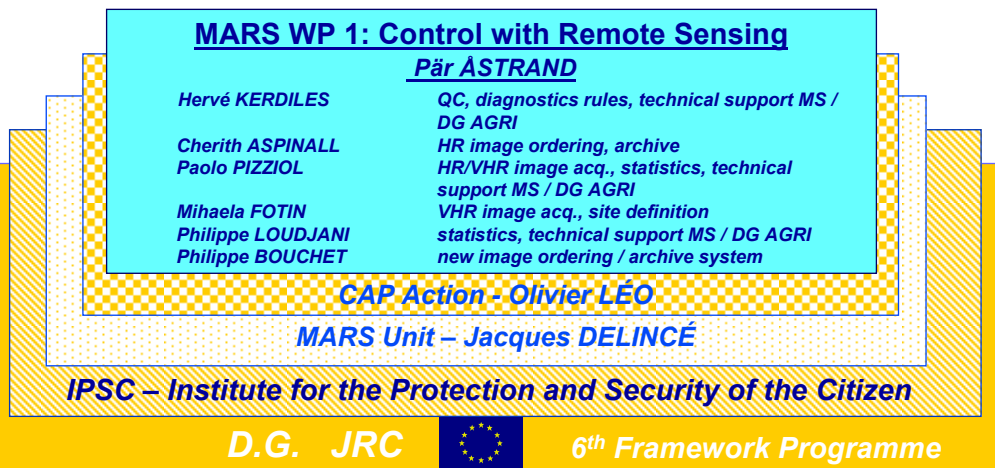 MARS WP 1: Control with Remote Sensing
Pär ÅSTRAND
Hervé KERDILES QC, diagnostics rules, technical support MS /
DG AGRI
Cherith ASPINALL HR image ordering, archive
Paolo PIZZIOL HR/VHR image acq., statistics, technical
support MS / DG AGRI
Mihaela FOTIN VHR image acq., site definition
Philippe LOUDJANI statistics, technical support MS / DG AGRI
Philippe BOUCHET new image ordering / archive system
CAP Action - Olivier LÉO
MARS Unit – Jacques DELINCÉ
IPSC – Institute for the Protection and Security of the Citizen
D.G. JRC 6th Framework Programme